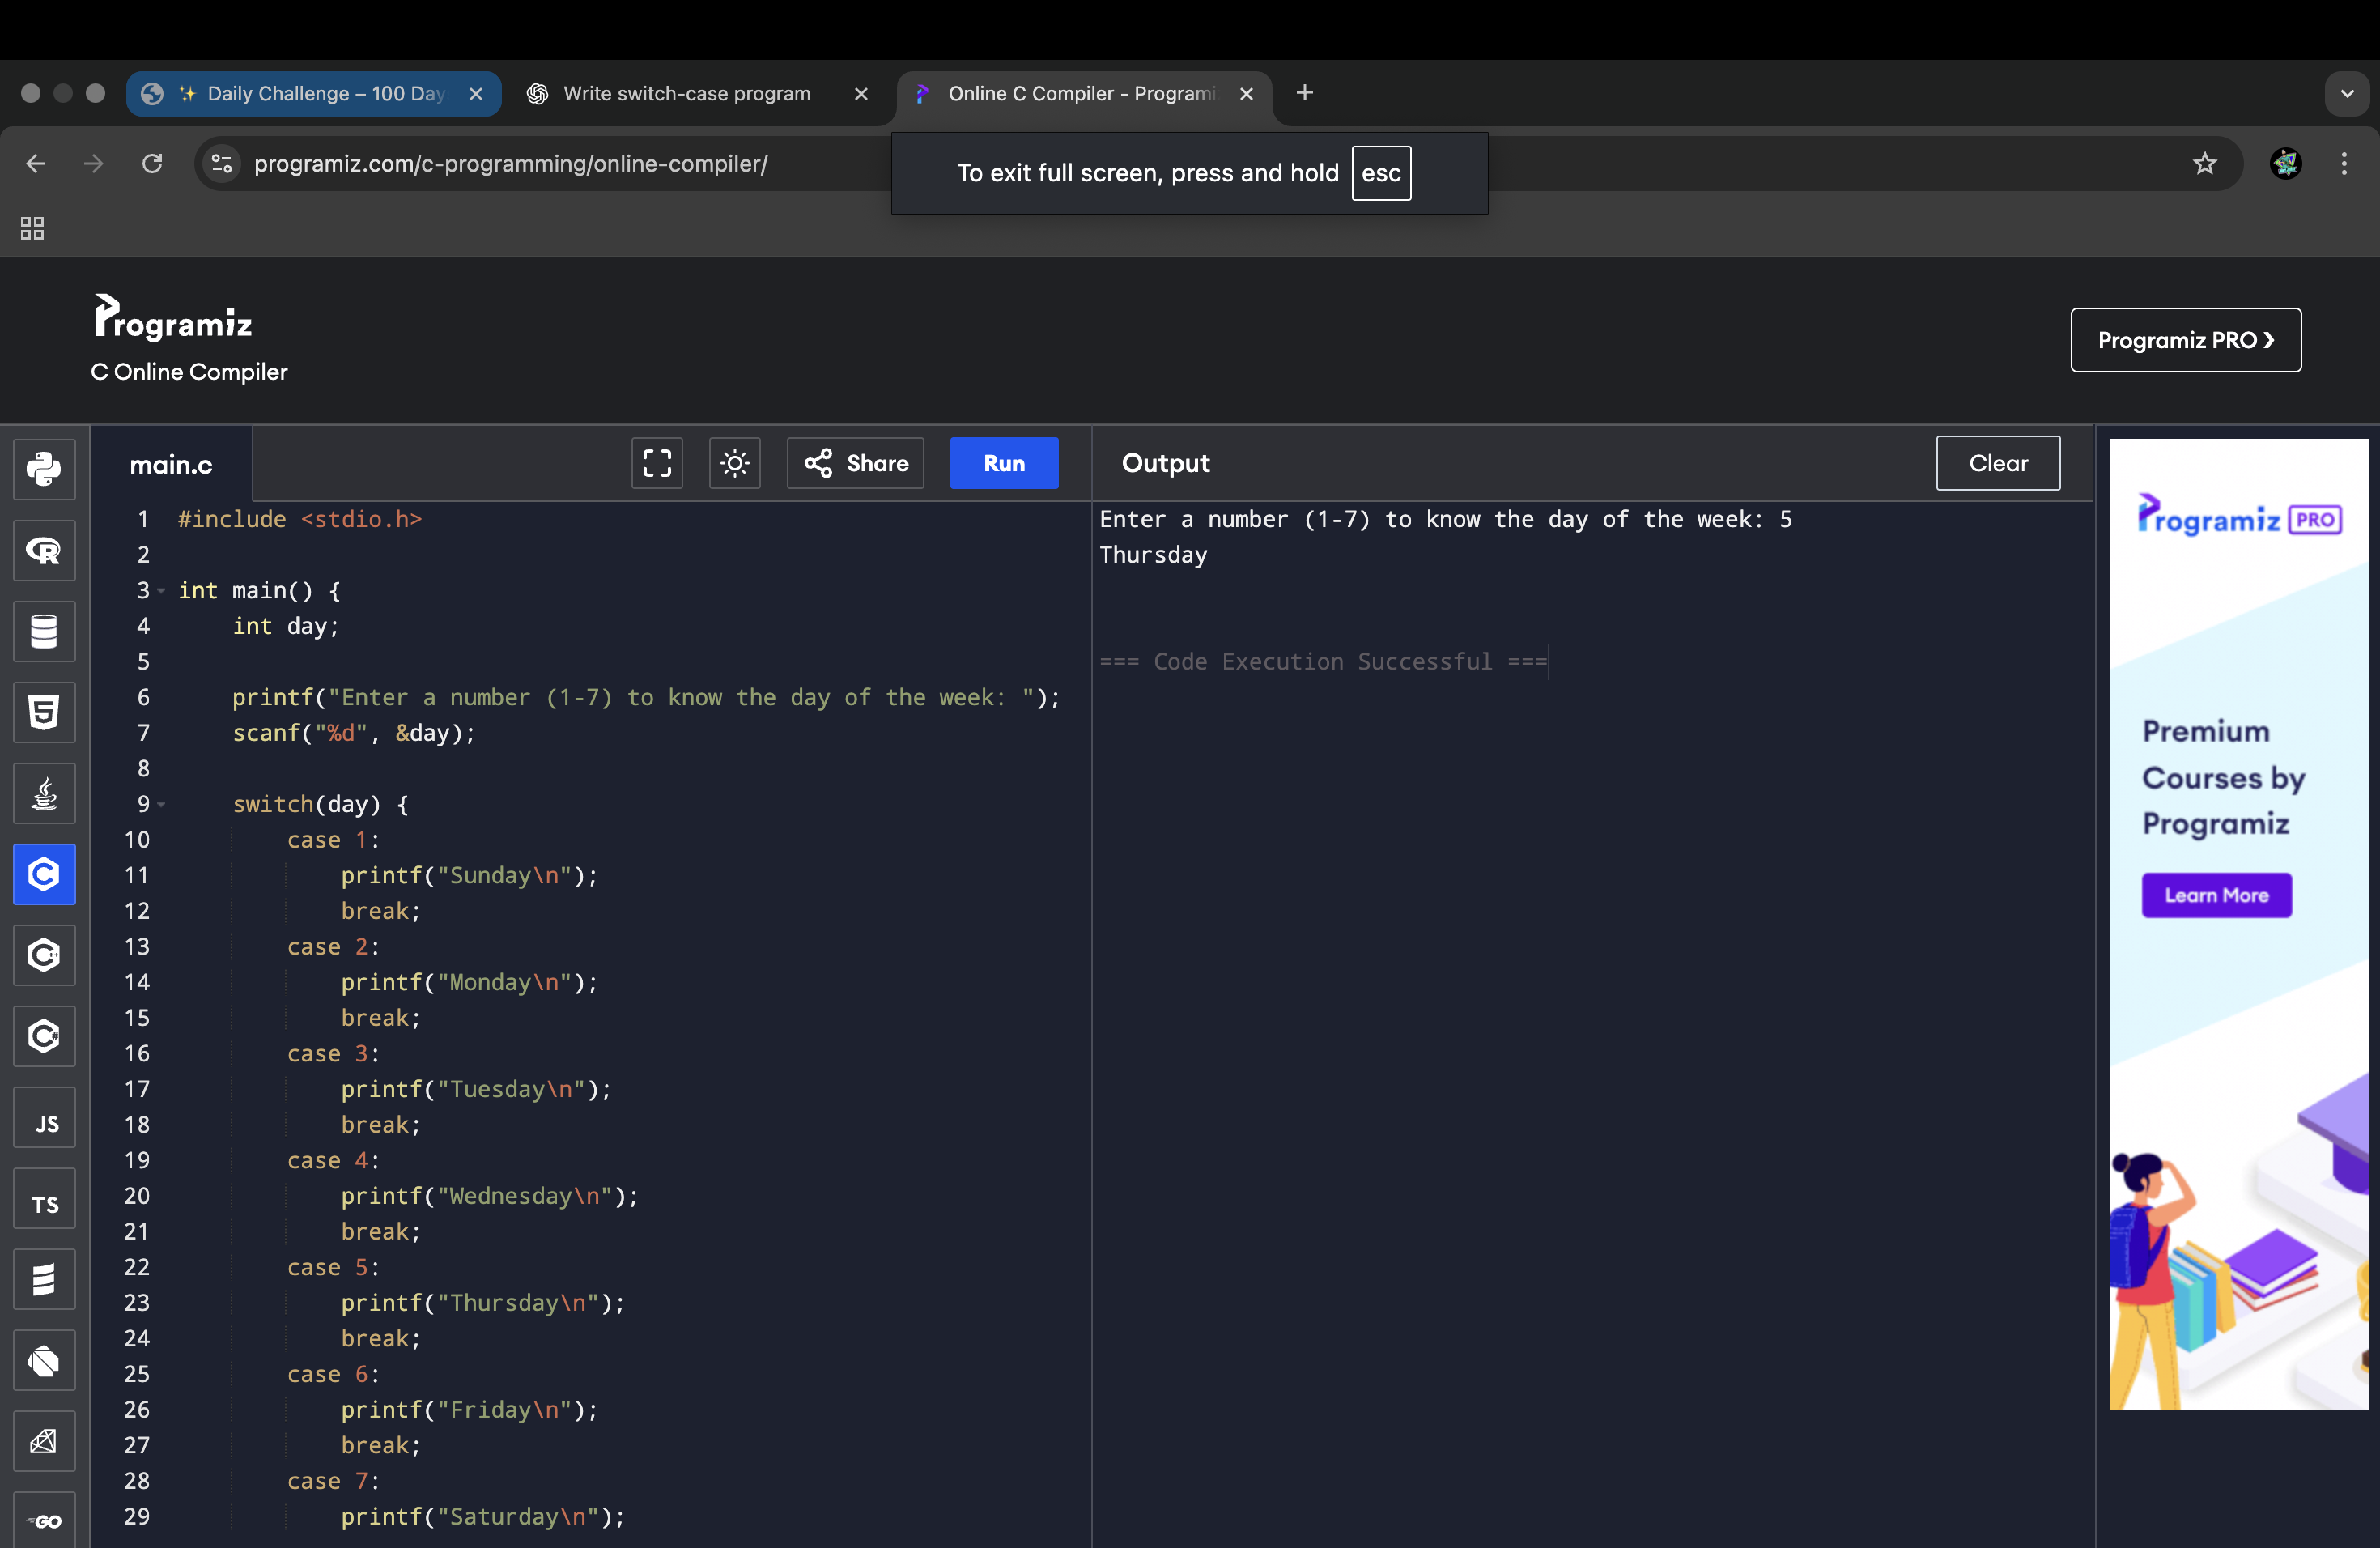 ✨ Daily Challenge – 100 Day
Write switch-case program
Online C Compiler - Programi
programiz.com/c-programming/online-compiler/
To exit full screen, press and hold esc
Programiz
C Online Compiler
Programiz PRO ❯
main.c
Share
Run
Output
Clear
1 #include <stdio.h>
2
3 int main() {
4     int day;
5
6     printf("Enter a number (1-7) to know the day of the week: ");
7     scanf("%d", &day);
8
9     switch(day) {
10         case 1:
11             printf("Sunday\n");
12             break;
13         case 2:
14             printf("Monday\n");
15             break;
16         case 3:
17             printf("Tuesday\n");
18             break;
19         case 4:
20             printf("Wednesday\n");
21             break;
22         case 5:
23             printf("Thursday\n");
24             break;
25         case 6:
26             printf("Friday\n");
27             break;
28         case 7:
29             printf("Saturday\n");
Enter a number (1-7) to know the day of the week: 5
Thursday
=== Code Execution Successful ===
Programiz PRO
Premium
Courses by
Programiz
Learn More
JS
TS
GO